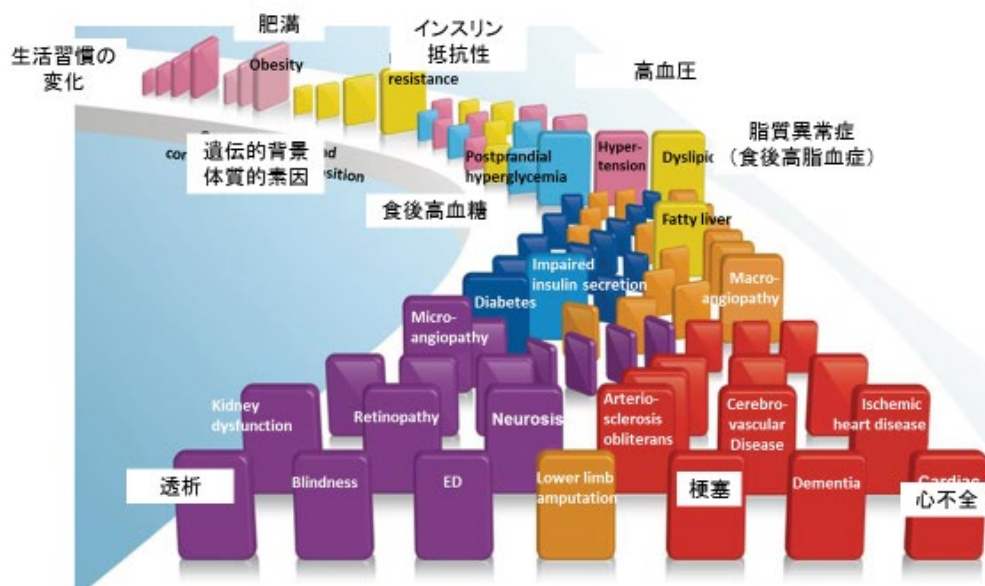 生活習慣の
変化
肥満
Obesity
インスリン
抵抗性
resistance
高血圧
遺伝的背景
体質的素因
Postprandial
hyperglycemia
食後高血糖
Hyper-
tension
脂質異常症
(食後高脂血症)
Fatty liver
Impaired
insulin secretion
Diabetes
Macro-
angiopathy
Micro-
angiopathy
Kidney
dysfunction
Retinopathy
Neurosis
Arterio-
sclerosis
obliterans
Cerebro-
vascular
Disease
Ischemic
heart disease
透析
Blindness
ED
Lower limb
amputation
梗塞
Dementia
心不全